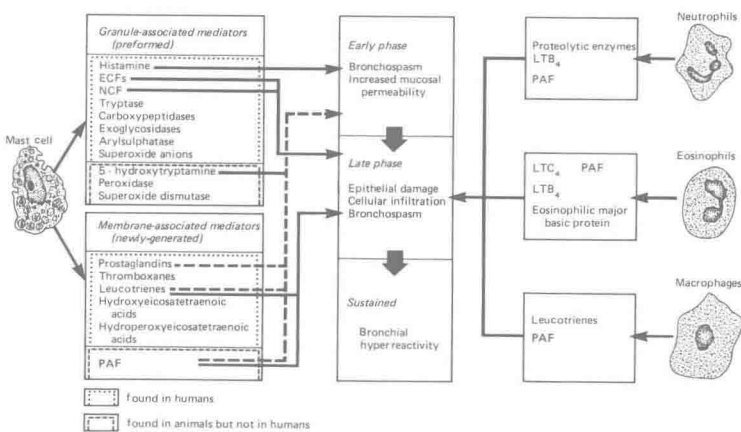 Mast cell
Granule-associated mediators
(preformed)
Histamine
ECFs
NCF
Tryptase
Carboxypeptidases
Exoglycosidases
Arylsulphatase
Superoxide anions
5 - hydroxytryptamine
Peroxidase
Superoxide dismutase
Membrane-associated mediators
(newly-generated)
Prostaglandins
Thromboxanes
Leucotrienes
Hydroxyeicosatetraenoic
acids
Hydroperoxyeicosatetraenoic
acids
PAF
found in humans
found in animals but not in humans
Early phase
Bronchospasm
Increased mucosal
permeability
Late phase
Epithelial damage
Cellular infiltration
Bronchospasm
Sustained
Bronchial
hyper reactivity
Proteolytic enzymes
LTB4
PAF
Neutrophils
LTC4 PAF
LTB4
Eosinophilic major
basic protein
Eosinophils
Leucotrienes
PAF
Macrophages